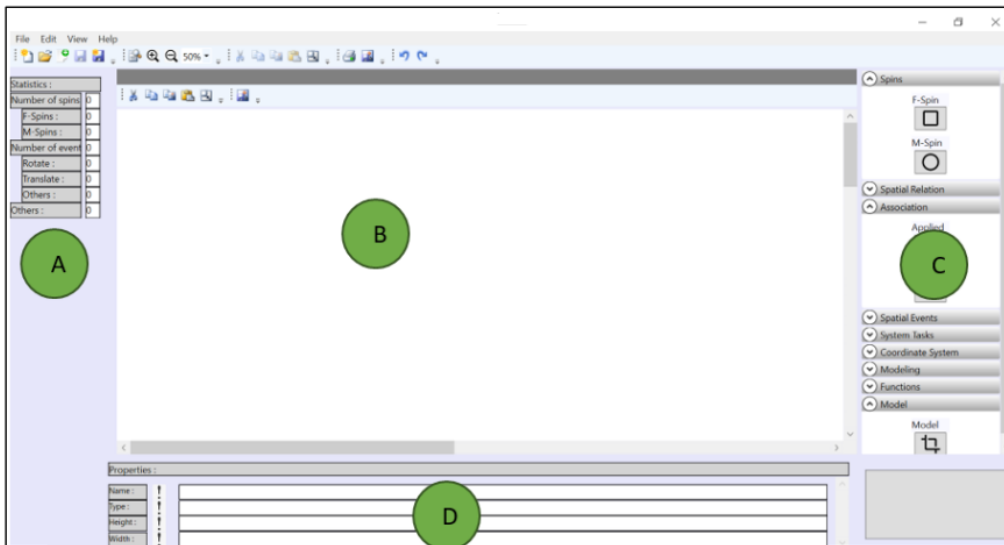 File Edit View Help
50%
Statistics :
Number of spins 0
F-Spins : 0
M-Spins : 0
Number of event 0
Rotate : 0
Translate : 0
Others : 0
Others : 0
A
B
Spins
F-Spin
M-Spin
Spatial Relation
Association
Applied
C
Spatial Events
System Tasks
Coordinate System
Modeling
Functions
Model
Model
Properties :
Name : !
Type : !
Height : !
Width : !
D